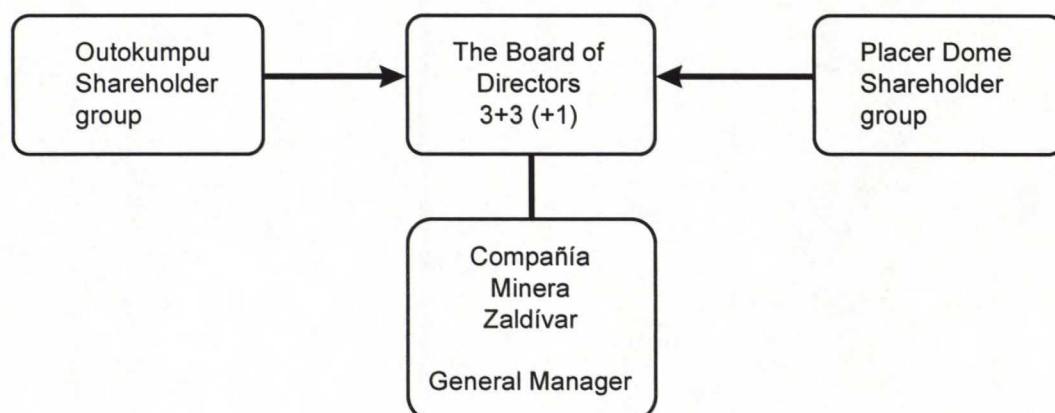 Outokumpu
Shareholder
group
The Board of
Directors
3+3 (+1)
Placer Dome
Shareholder
group
Compañía
Minera
Zaldívar
General Manager